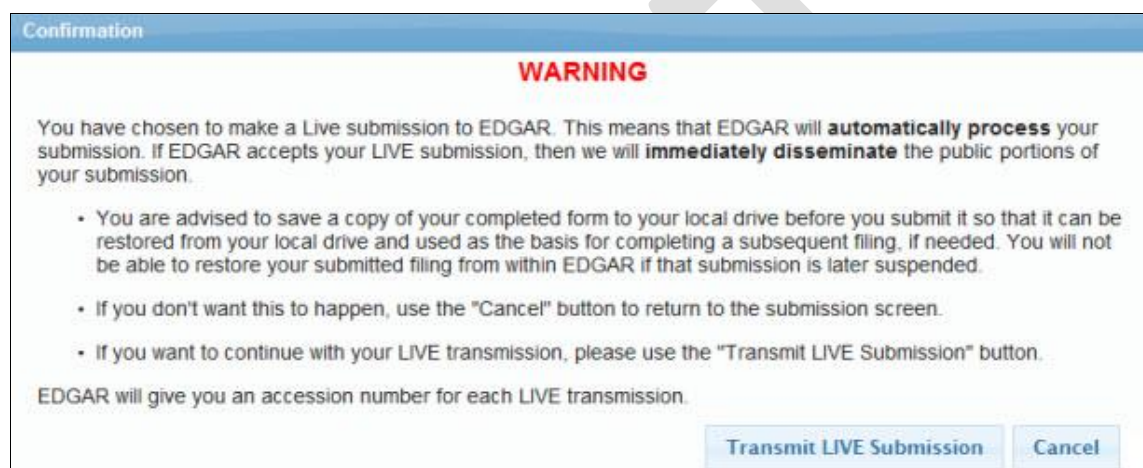 Confirmation
WARNING
You have chosen to make a Live submission to EDGAR. This means that EDGAR will automatically process your
submission. If EDGAR accepts your LIVE submission, then we will immediately disseminate the public portions of
your submission.
• You are advised to save a copy of your completed form to your local drive before you submit it so that it can be
restored from your local drive and used as the basis for completing a subsequent filing, if needed. You will not
be able to restore your submitted filing from within EDGAR if that submission is later suspended.
• If you don't want this to happen, use the "Cancel" button to return to the submission screen.
• If you want to continue with your LIVE transmission, please use the "Transmit LIVE Submission" button.
EDGAR will give you an accession number for each LIVE transmission.
Transmit LIVE Submission Cancel